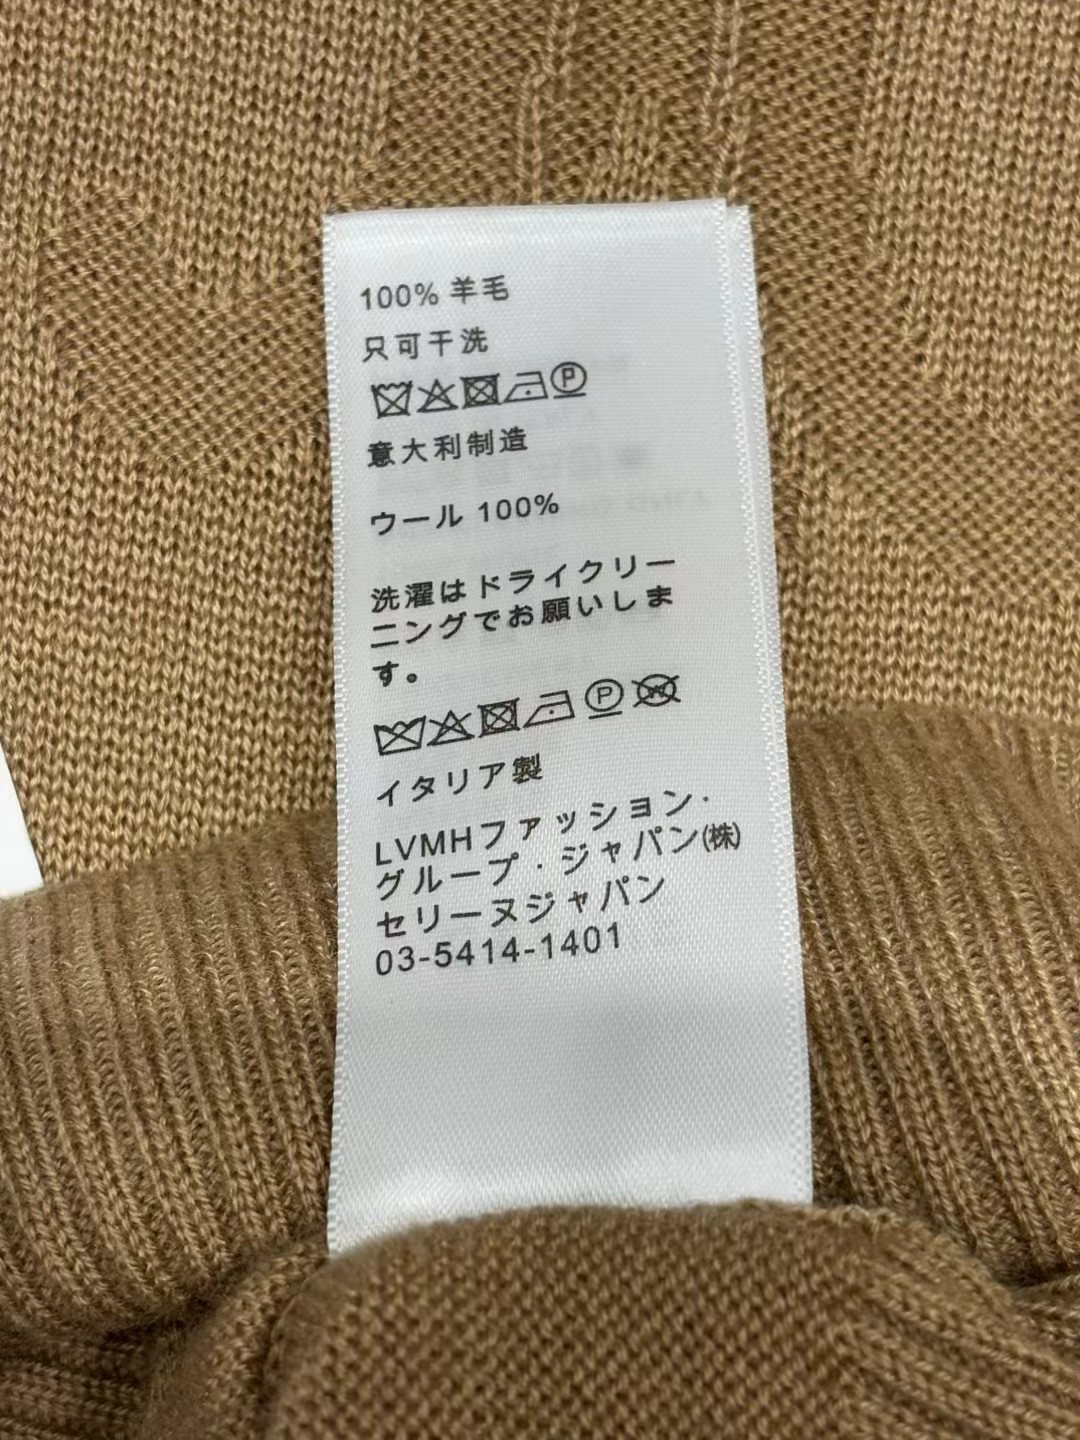 100% 羊毛
只可干洗
P
意大利制造
ウール 100%
洗濯はドライクリー
ニングでお願いしま
す。
P W
イタリア製
LVMHファッション・
グループ・ジャパン(株)
セリーヌジャパン
03-5414-1401